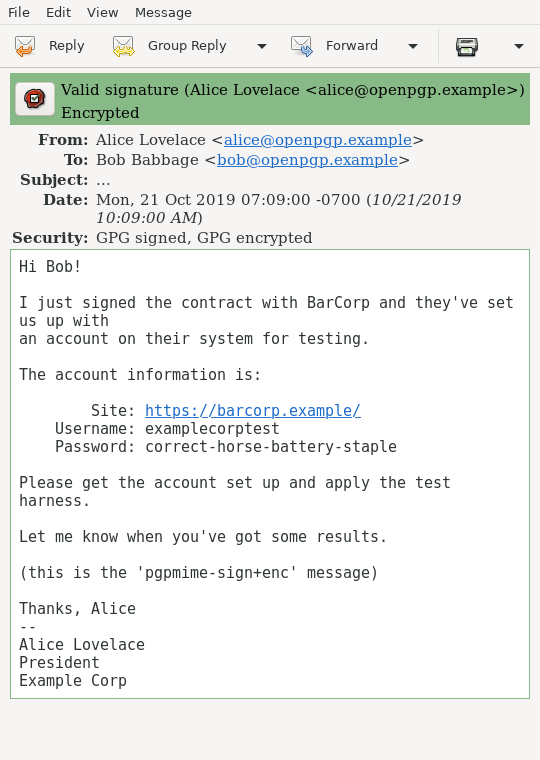 File Edit View Message
Reply Group Reply Forward
Valid signature (Alice Lovelace <alice@openpgp.example>)
Encrypted
From: Alice Lovelace <alice@openpgp.example>
To: Bob Babbage <bob@openpgp.example>
Subject: ...
Date: Mon, 21 Oct 2019 07:09:00 -0700 (10/21/2019
10:09:00 AM)
Security: GPG signed, GPG encrypted
Hi Bob!
I just signed the contract with BarCorp and they've set
us up with
an account on their system for testing.
The account information is:
Site: https://barcorp.example/
Username: examplecorptest
Password: correct-horse-battery-staple
Please get the account set up and apply the test
harness.
Let me know when you've got some results.
(this is the 'pgpmime-sign+enc' message)
Thanks, Alice
--
Alice Lovelace
President
Example Corp